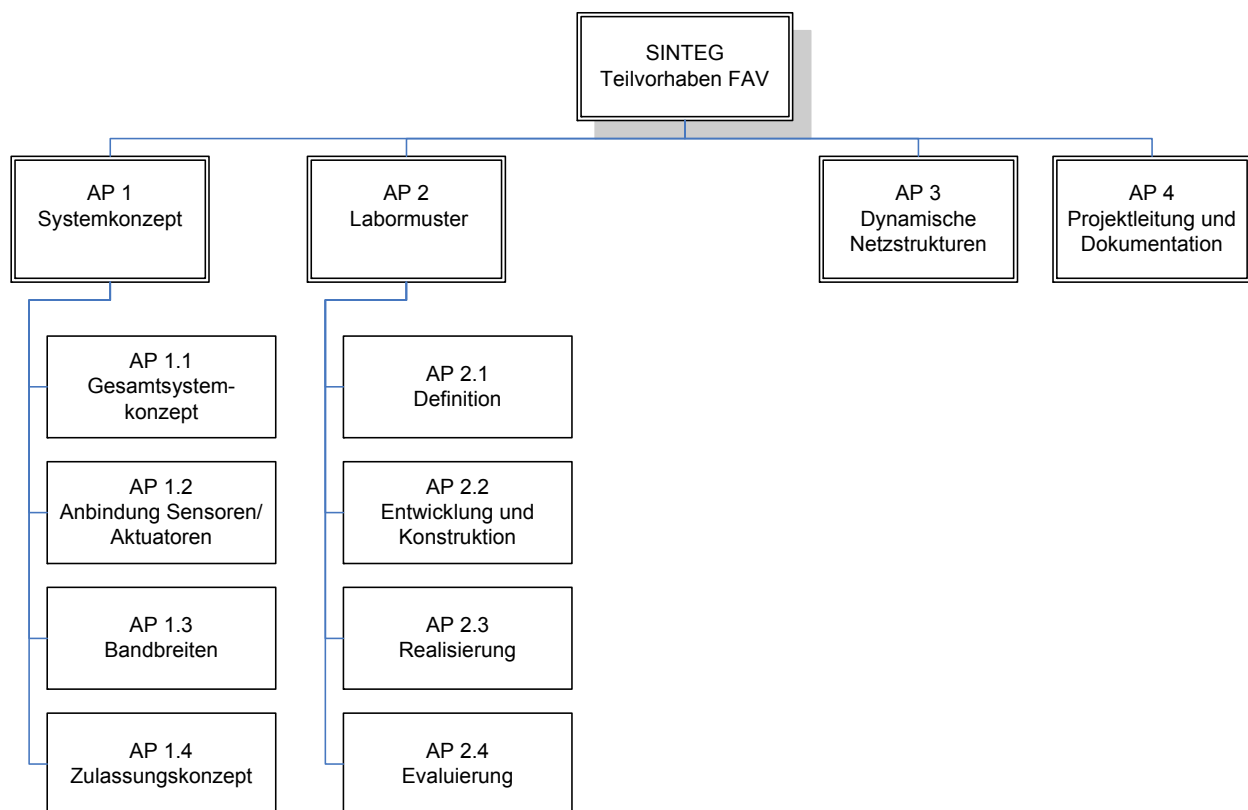 SINTEG
Teilvorhaben FAV
AP 1
Systemkonzept
AP 2
Labormuster
AP 3
Dynamische
Netzstrukturen
AP 4
Projektleitung und
Dokumentation
AP 1.1
Gesamtsystem-
konzept
AP 1.2
Anbindung Sensoren/
Aktuatoren
AP 1.3
Bandbreiten
AP 1.4
Zulassungskonzept
AP 2.1
Definition
AP 2.2
Entwicklung und
Konstruktion
AP 2.3
Realisierung
AP 2.4
Evaluierung